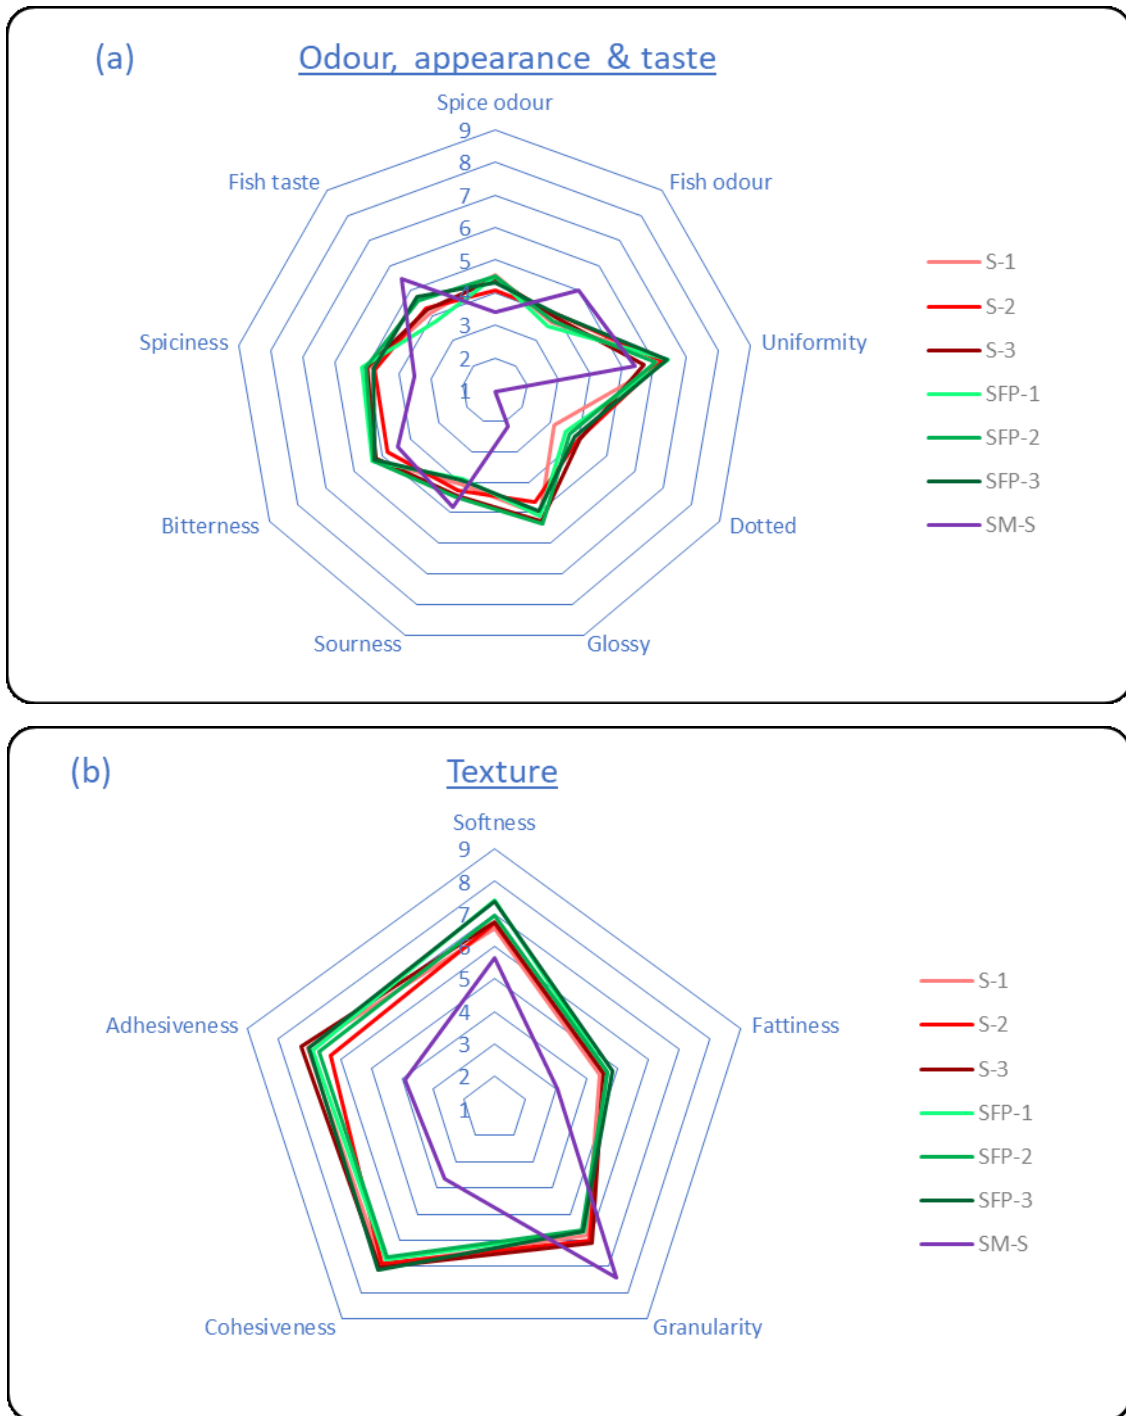 (a)
Odour, appearance & taste
Spice odour
9
8
7
6
5
4
3
2
1
Fish odour
Uniformity
Dotted
Glossy
Sourness
Bitterness
Spiciness
Fish taste
S-1
S-2
S-3
SFP-1
SFP-2
SFP-3
SM-S
(b)
Texture
Softness
9
8
7
6
5
4
3
2
1
Fattiness
Granularity
Cohesiveness
Adhesiveness
S-1
S-2
S-3
SFP-1
SFP-2
SFP-3
SM-S